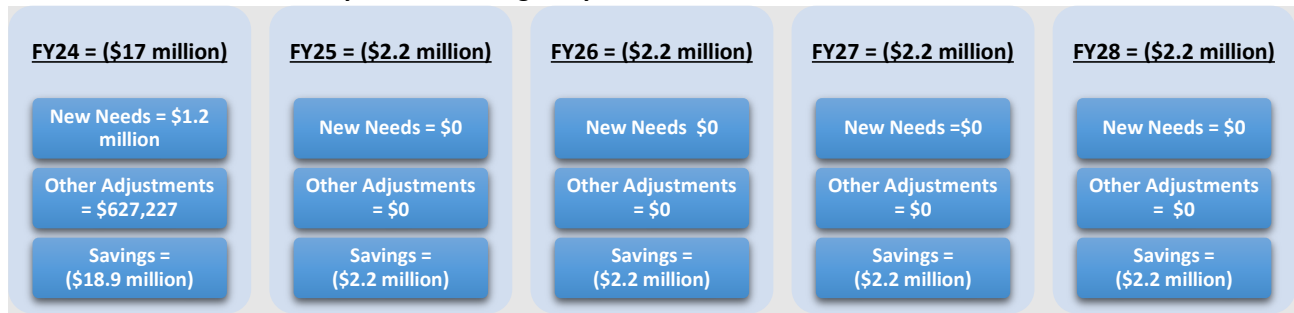 FY24 = ($17 million)
New Needs = $1.2
million
Other Adjustments
= $627,227
Savings =
($18.9 million)
FY25 = ($2.2 million)
New Needs = $0
Other Adjustments
= $0
Savings =
($2.2 million)
FY26 = ($2.2 million)
New Needs  $0
Other Adjustments
= $0
Savings =
($2.2 million)
FY27 = ($2.2 million)
New Needs =$0
Other Adjustments
= $0
Savings =
($2.2 million)
FY28 = ($2.2 million)
New Needs = $0
Other Adjustments
=  $0
Savings =
($2.2 million)